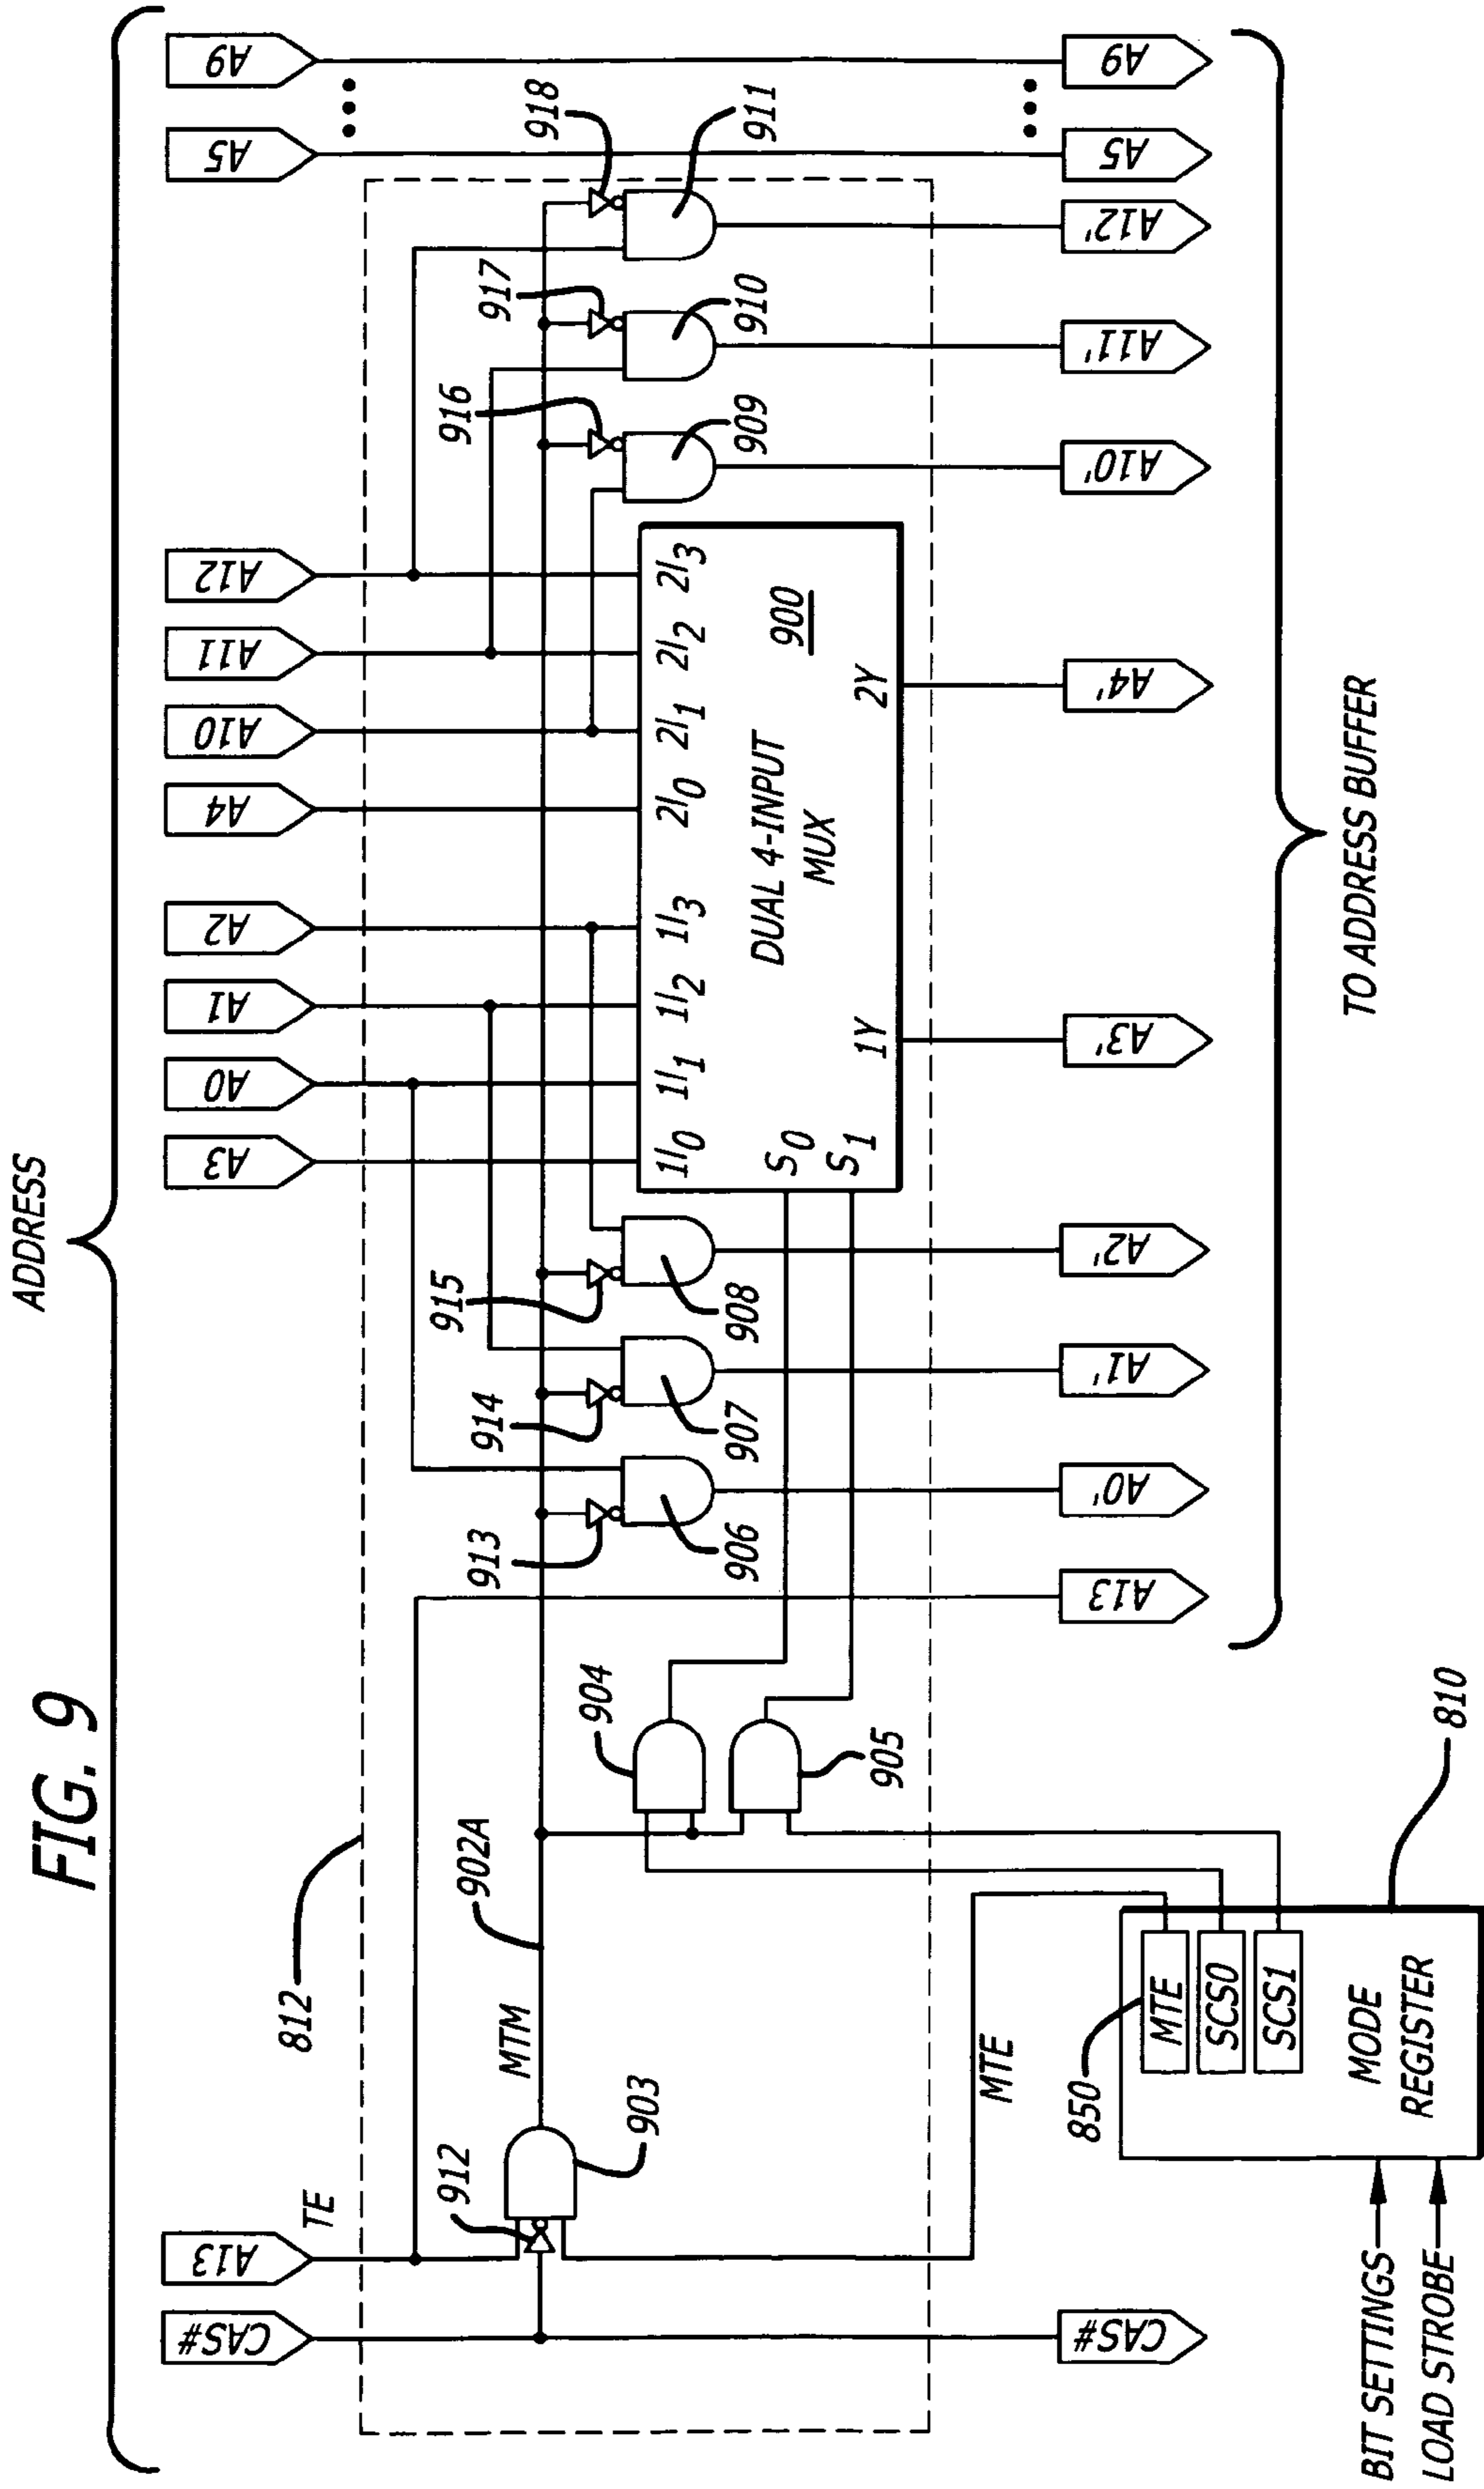 FIG. 9
ADDRESS
CAS#
A13
A3
A0
A1
A2
A4
A10
A11
A12
A5
A9
TE
812
912
903
MTM
902A
904
905
913
914
915
906
907
908
1I0 1I1 1I2 1I3 2I0 2I1 2I2 2I3
S0
S1
DUAL 4-INPUT
MUX
900
1Y
2Y
916
917
918
909
910
911
MTE
850
MTE
SCS0
SCS1
MODE
REGISTER
810
BIT SETTINGS
LOAD STROBE
CAS#
A13
A0'
A1'
A2'
A3'
A4'
A10'
A11'
A12'
A5
A9
TO ADDRESS BUFFER